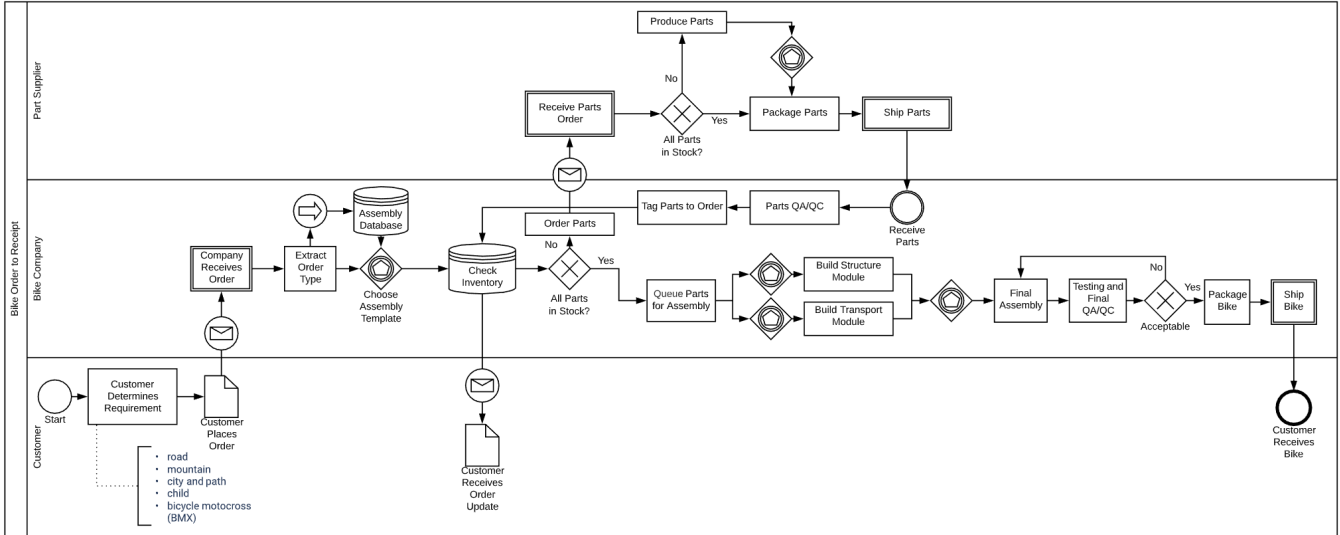 Bike Order to Receipt
Part Supplier
Produce Parts
No
Receive Parts
Order
Yes
All Parts
in Stock?
Package Parts
Ship Parts
Bike Company
Assembly
Database
Tag Parts to Order
Parts QA/QC
Receive
Parts
Order Parts
No
Company
Receives
Order
Extract
Order
Type
Choose
Assembly
Template
Check
Inventory
Yes
All Parts
in Stock?
Queue Parts
for Assembly
Build Structure
Module
Build Transport
Module
Final
Assembly
Testing and
Final
QA/QC
No
Yes
Acceptable
Package
Bike
Ship
Bike
Customer
Start
Customer
Determines
Requirement
Customer
Places
Order
• road
• mountain
• city and path
• child
• bicycle motocross
(BMX)
Customer
Receives
Order
Update
Customer
Receives
Bike